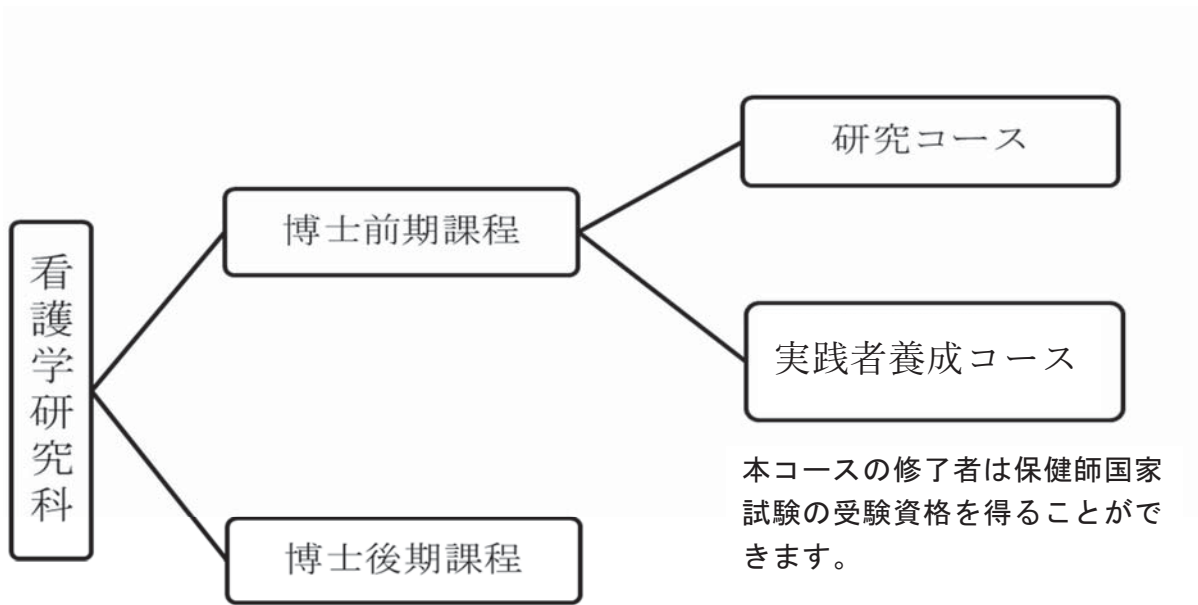 看護学研究科
博士前期課程
博士後期課程
研究コース
実践者養成コース
本コースの修了者は保健師国家
試験の受験資格を得ることがで
きます。